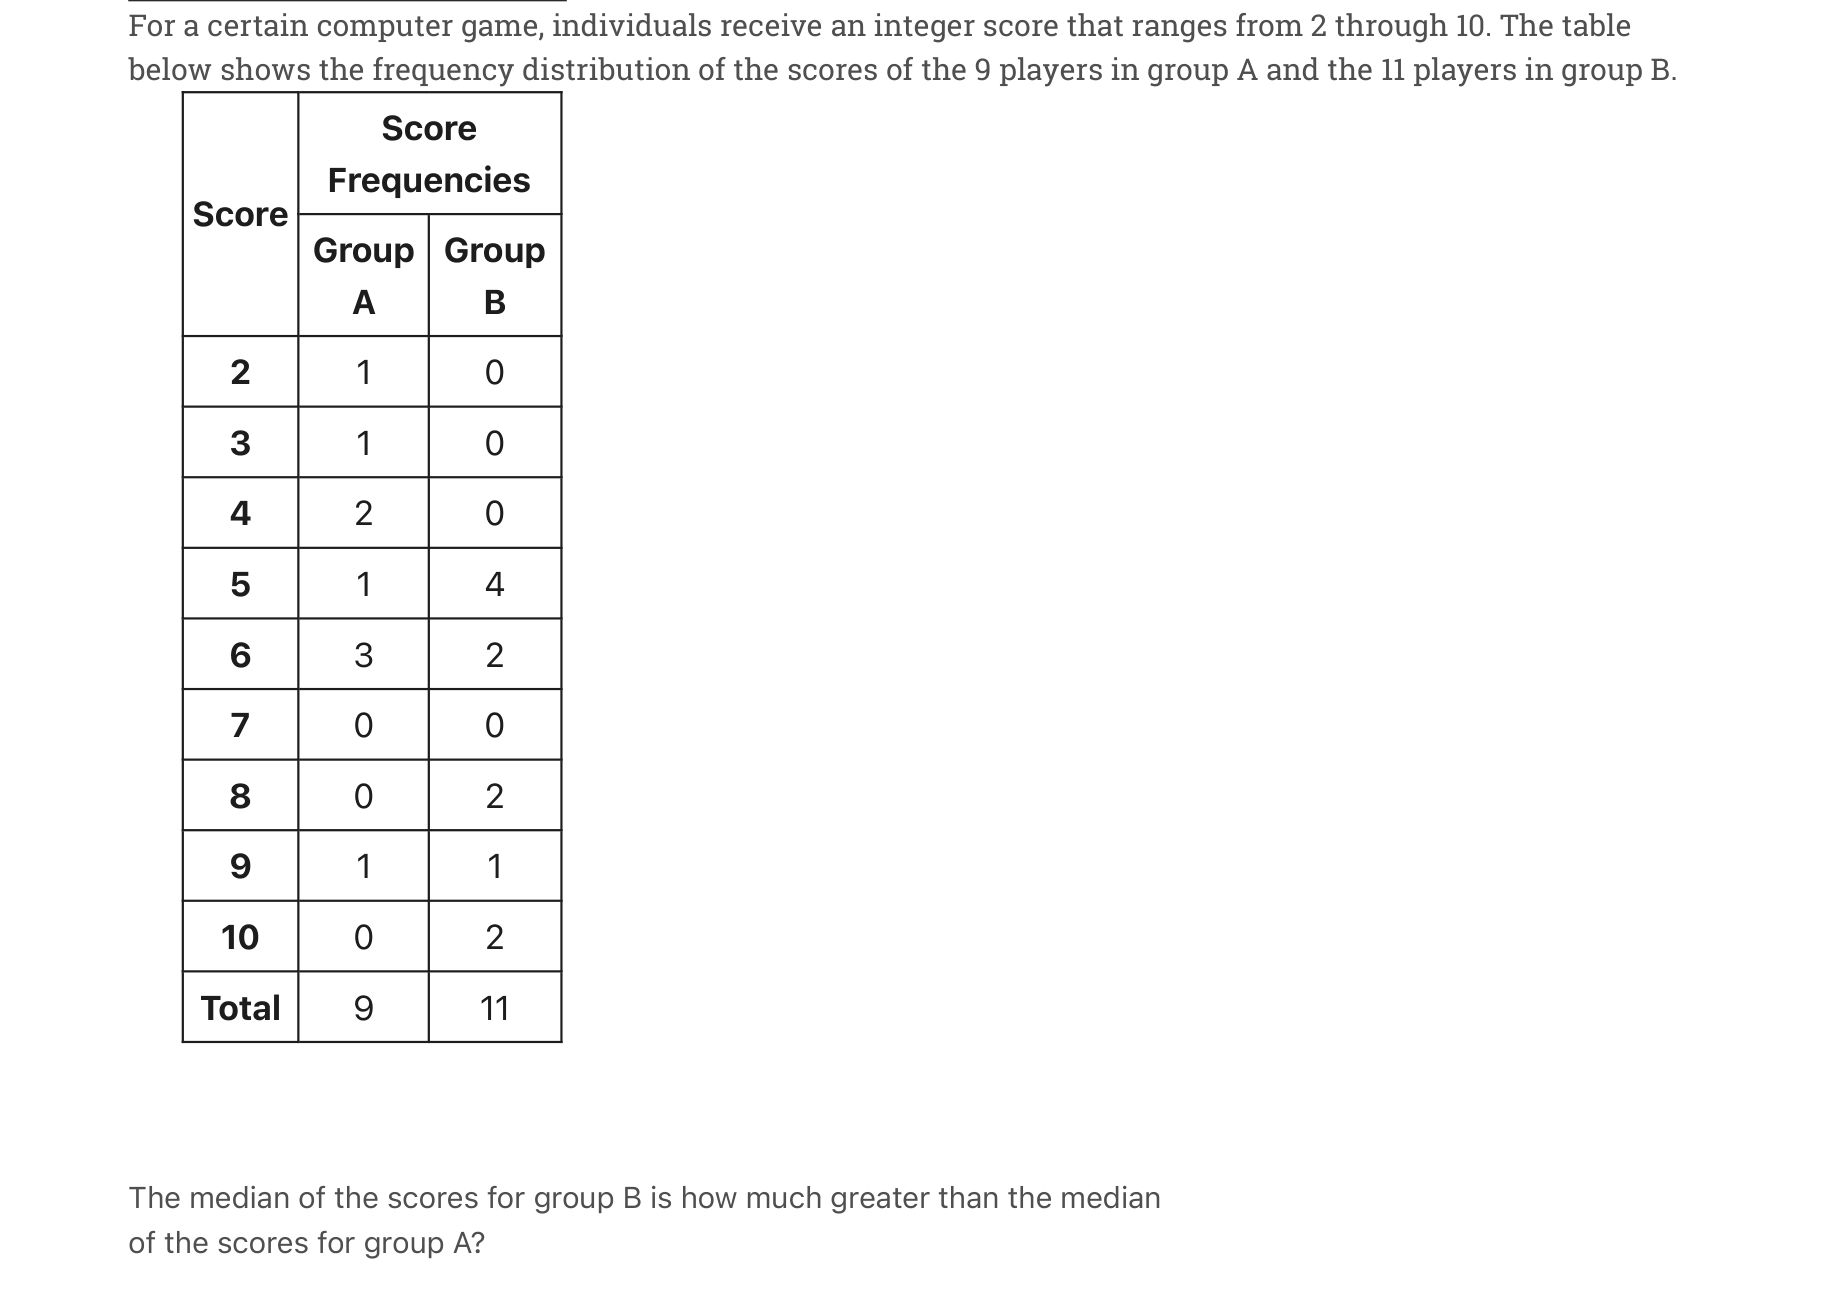 For a certain computer game, individuals receive an integer score that ranges from 2 through 10. The table
below shows the frequency distribution of the scores of the 9 players in group A and the 11 players in group B.
Score
Score
Frequencies
Group
A
Group
B
2 1 0
3 1 0
4 2 0
5 1 4
6 3 2
7 0 0
8 0 2
9 1 1
10 0 2
Total 9 11
The median of the scores for group B is how much greater than the median
of the scores for group A?